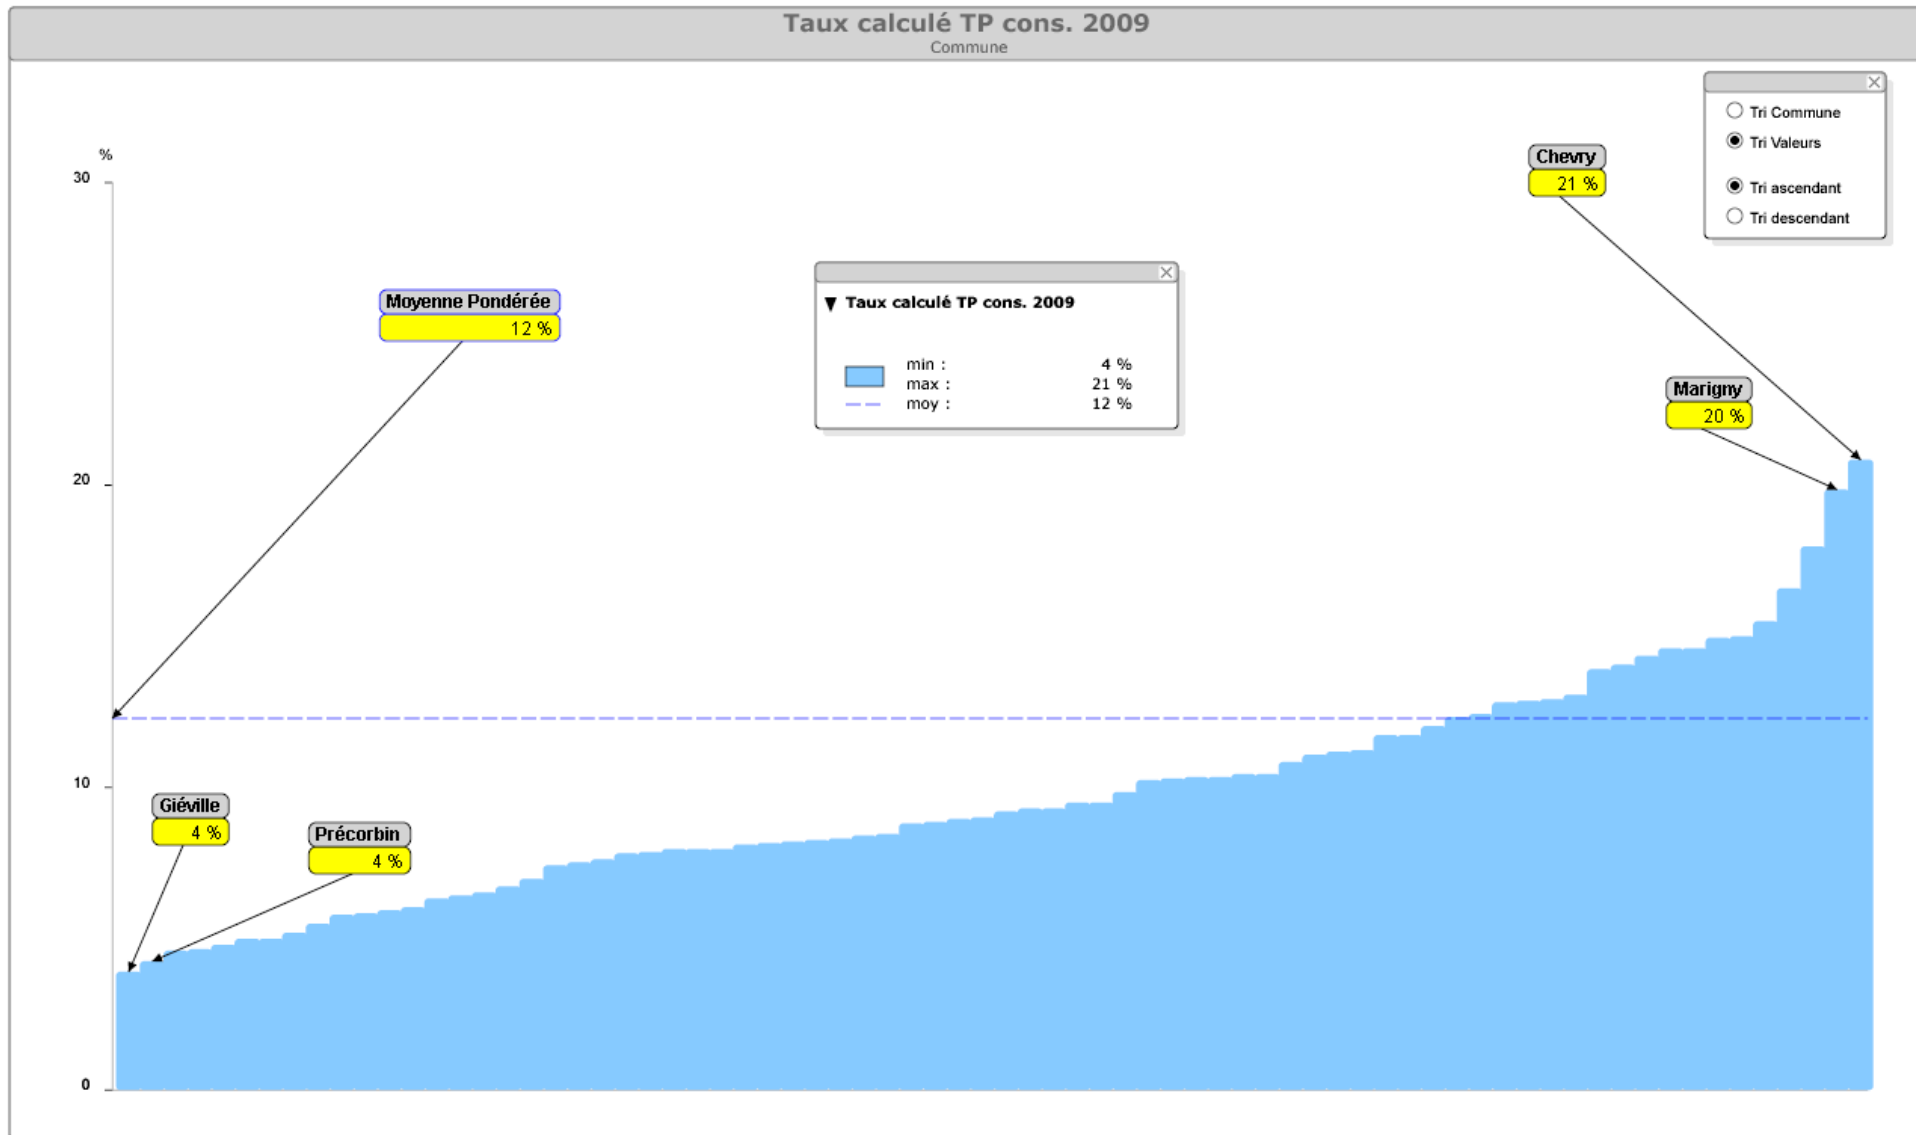 Taux calculé TP cons. 2009
Commune
Tri Commune
Tri Valeurs
Tri ascendant
Tri descendant
%
30
20
10
0
Chevry
21 %
Moyenne Pondérée
12 %
Taux calculé TP cons. 2009
min : 4 %
max : 21 %
moy : 12 %
Marigny
20 %
Giéville
4 %
Précorbin
4 %